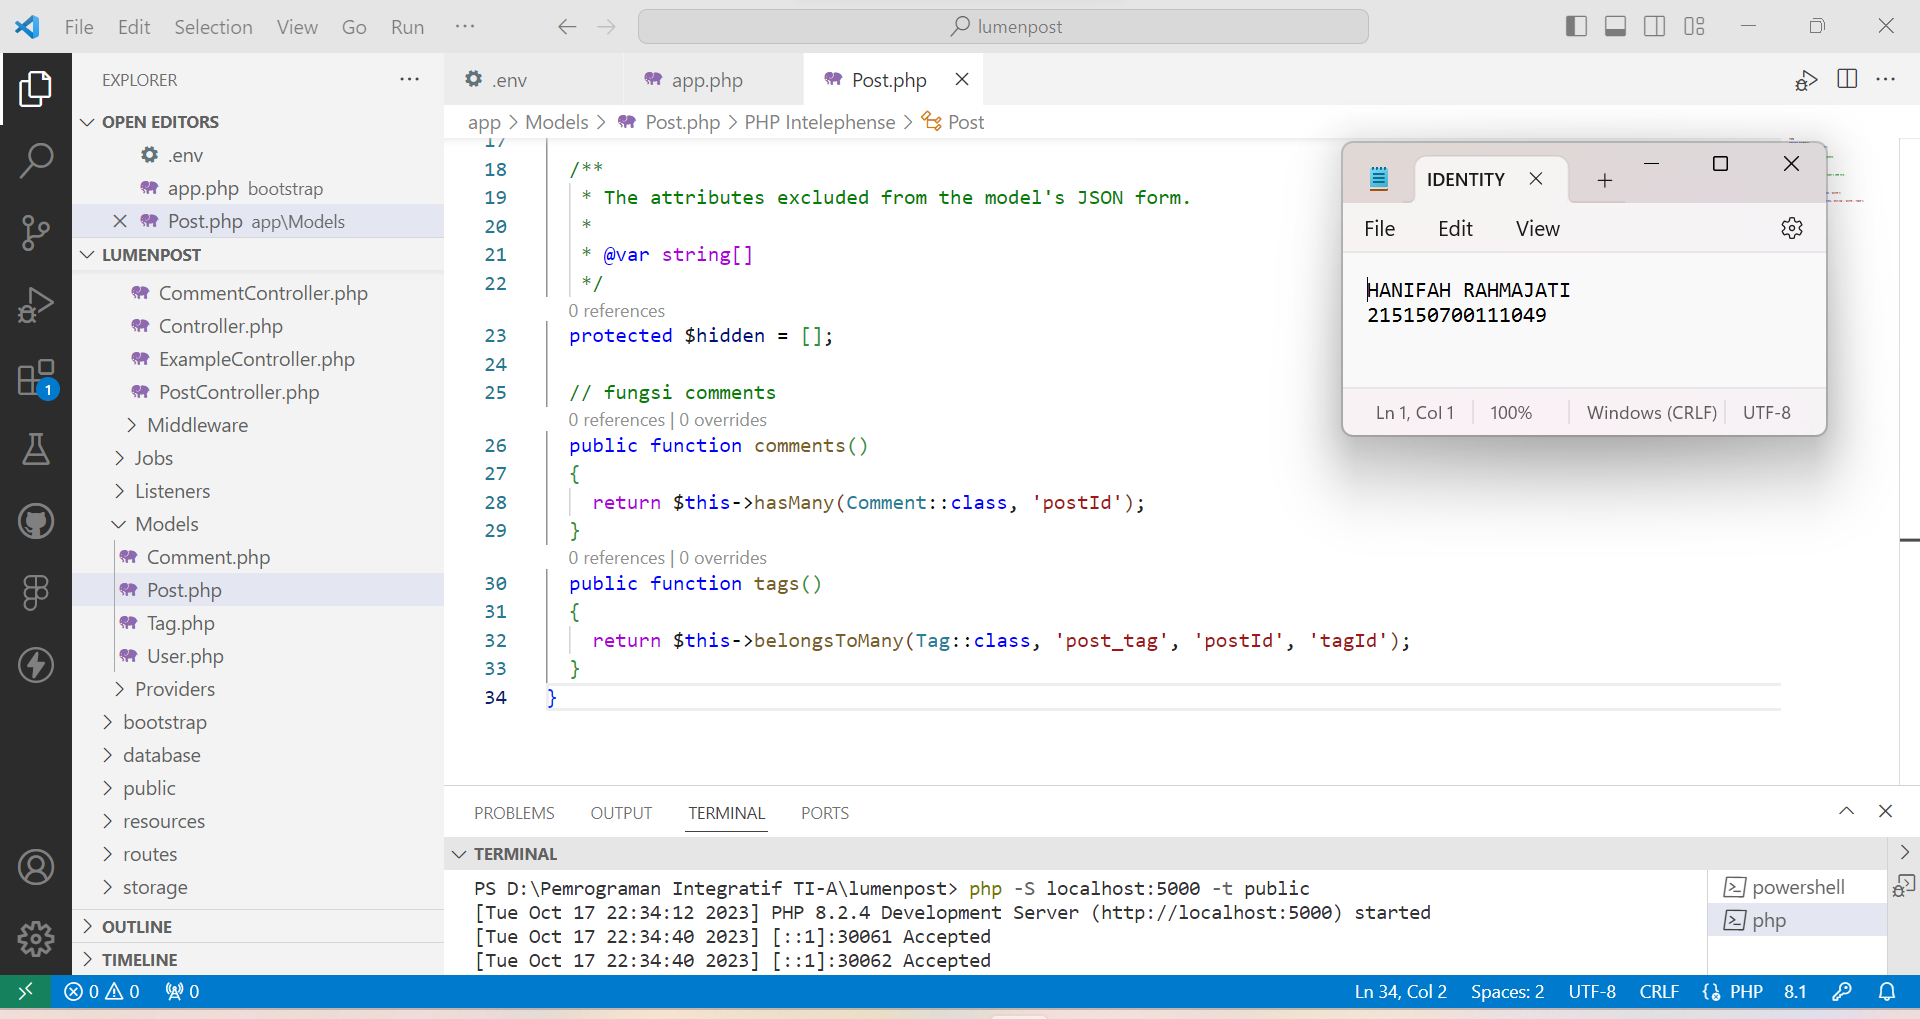 File Edit Selection View Go Run ··· lumenpost
EXPLORER ···
OPEN EDITORS
.env
app.php bootstrap
Post.php app\Models
LUMENPOST
CommentController.php
Controller.php
ExampleController.php
PostController.php
Middleware
Jobs
Listeners
Models
Comment.php
Post.php
Tag.php
User.php
Providers
bootstrap
database
public
resources
routes
storage
OUTLINE
TIMELINE
1
.env app.php Post.php
app > Models > Post.php > PHP Intelephense > Post
17
18 /**
19 * The attributes excluded from the model's JSON form.
20 *
21 * @var string[]
22 */
0 references
23 protected $hidden = [];
24
25 // fungsi comments
0 references | 0 overrides
26 public function comments()
27 {
28 return $this->hasMany(Comment::class, 'postId');
29 }
0 references | 0 overrides
30 public function tags()
31 {
32 return $this->belongsToMany(Tag::class, 'post_tag', 'postId', 'tagId');
33 }
34 }
IDENTITY
File Edit View
HANIFAH RAHMAJATI
215150700111049
Ln 1, Col 1 100% Windows (CRLF) UTF-8
PROBLEMS OUTPUT TERMINAL PORTS
TERMINAL
PS D:\Pemrograman Integratif TI-A\lumenpost> php -S localhost:5000 -t public
[Tue Oct 17 22:34:12 2023] PHP 8.2.4 Development Server (http://localhost:5000) started
[Tue Oct 17 22:34:40 2023] [::1]:30061 Accepted
[Tue Oct 17 22:34:40 2023] [::1]:30062 Accepted
powershell
php
0 0 0 Ln 34, Col 2 Spaces: 2 UTF-8 CRLF PHP 8.1